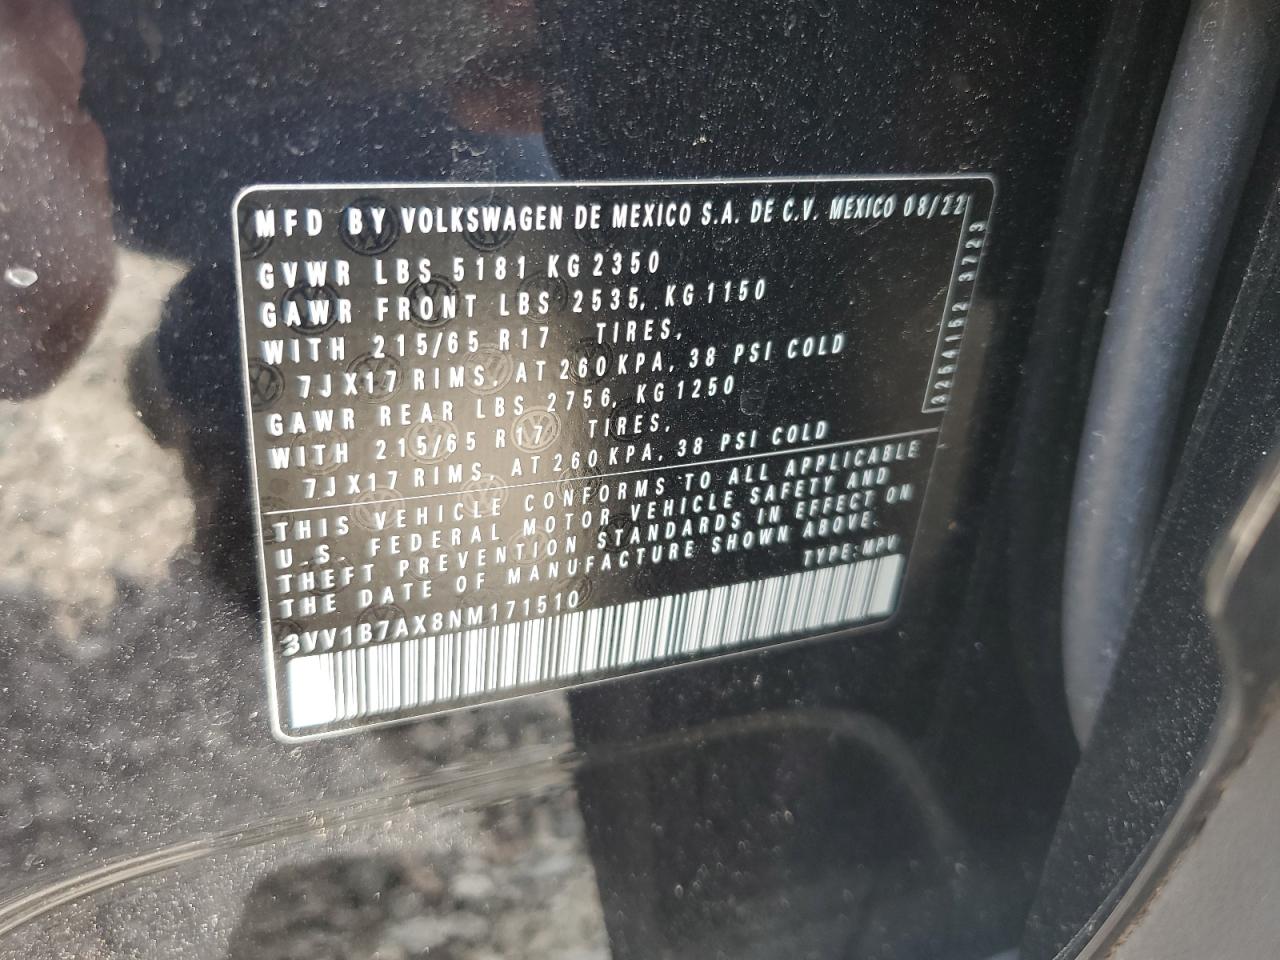 MFD BY VOLKSWAGEN DE MEXICO S.A. DE C.V. MEXICO 08/22
GVWR LBS 5181 KG 2350
GAWR FRONT LBS 2535, KG 1150
WITH 215/65 R17 TIRES,
7JX17 RIMS, AT 260 KPA, 38 PSI COLD
GAWR REAR LBS 2756, KG 1250
WITH 215/65 R17 TIRES,
7JX17 RIMS, AT 260 KPA, 38 PSI COLD
3254152 3723
THIS VEHICLE CONFORMS TO ALL APPLICABLE
U.S. FEDERAL MOTOR VEHICLE SAFETY AND
THEFT PREVENTION STANDARDS IN EFFECT ON
THE DATE OF MANUFACTURE SHOWN ABOVE.
3VV1B7AX8NM171510 TYPE: MPV